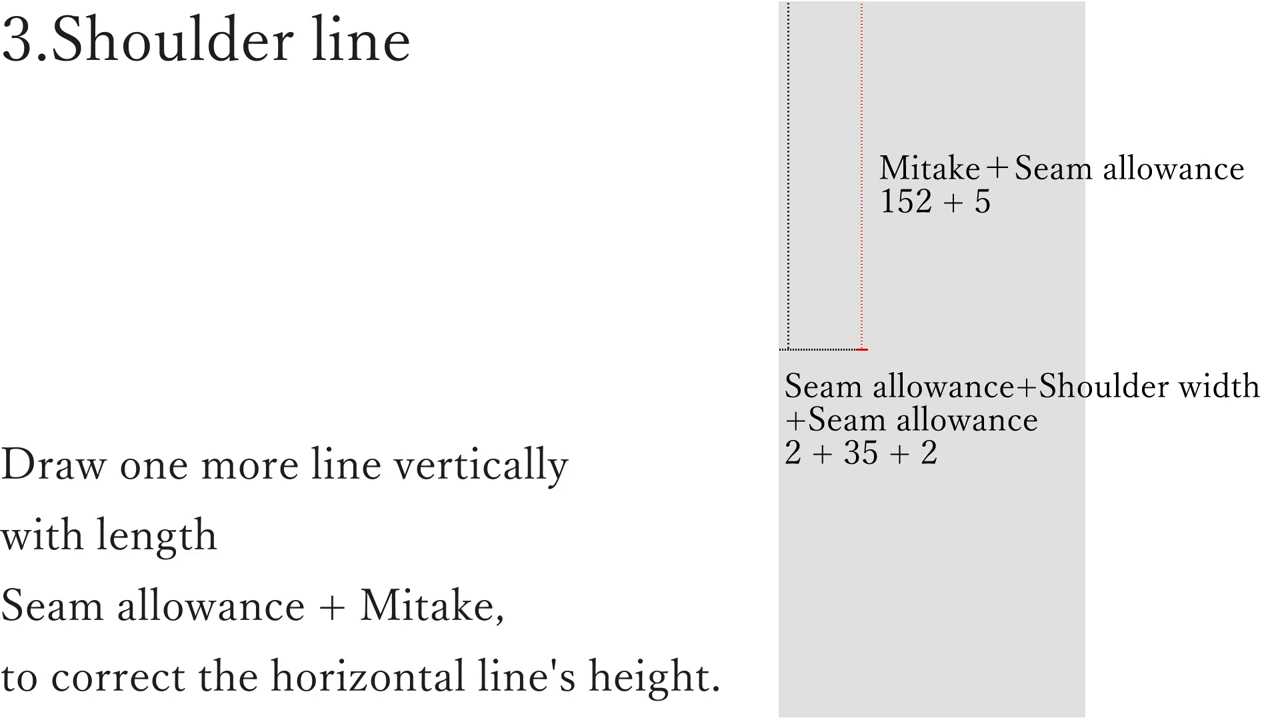 3.Shoulder line
Mitake＋Seam allowance
152 + 5
Seam allowance+Shoulder width
+Seam allowance
2 + 35 + 2
Draw one more line vertically
with length
Seam allowance + Mitake,
to correct the horizontal line's height.